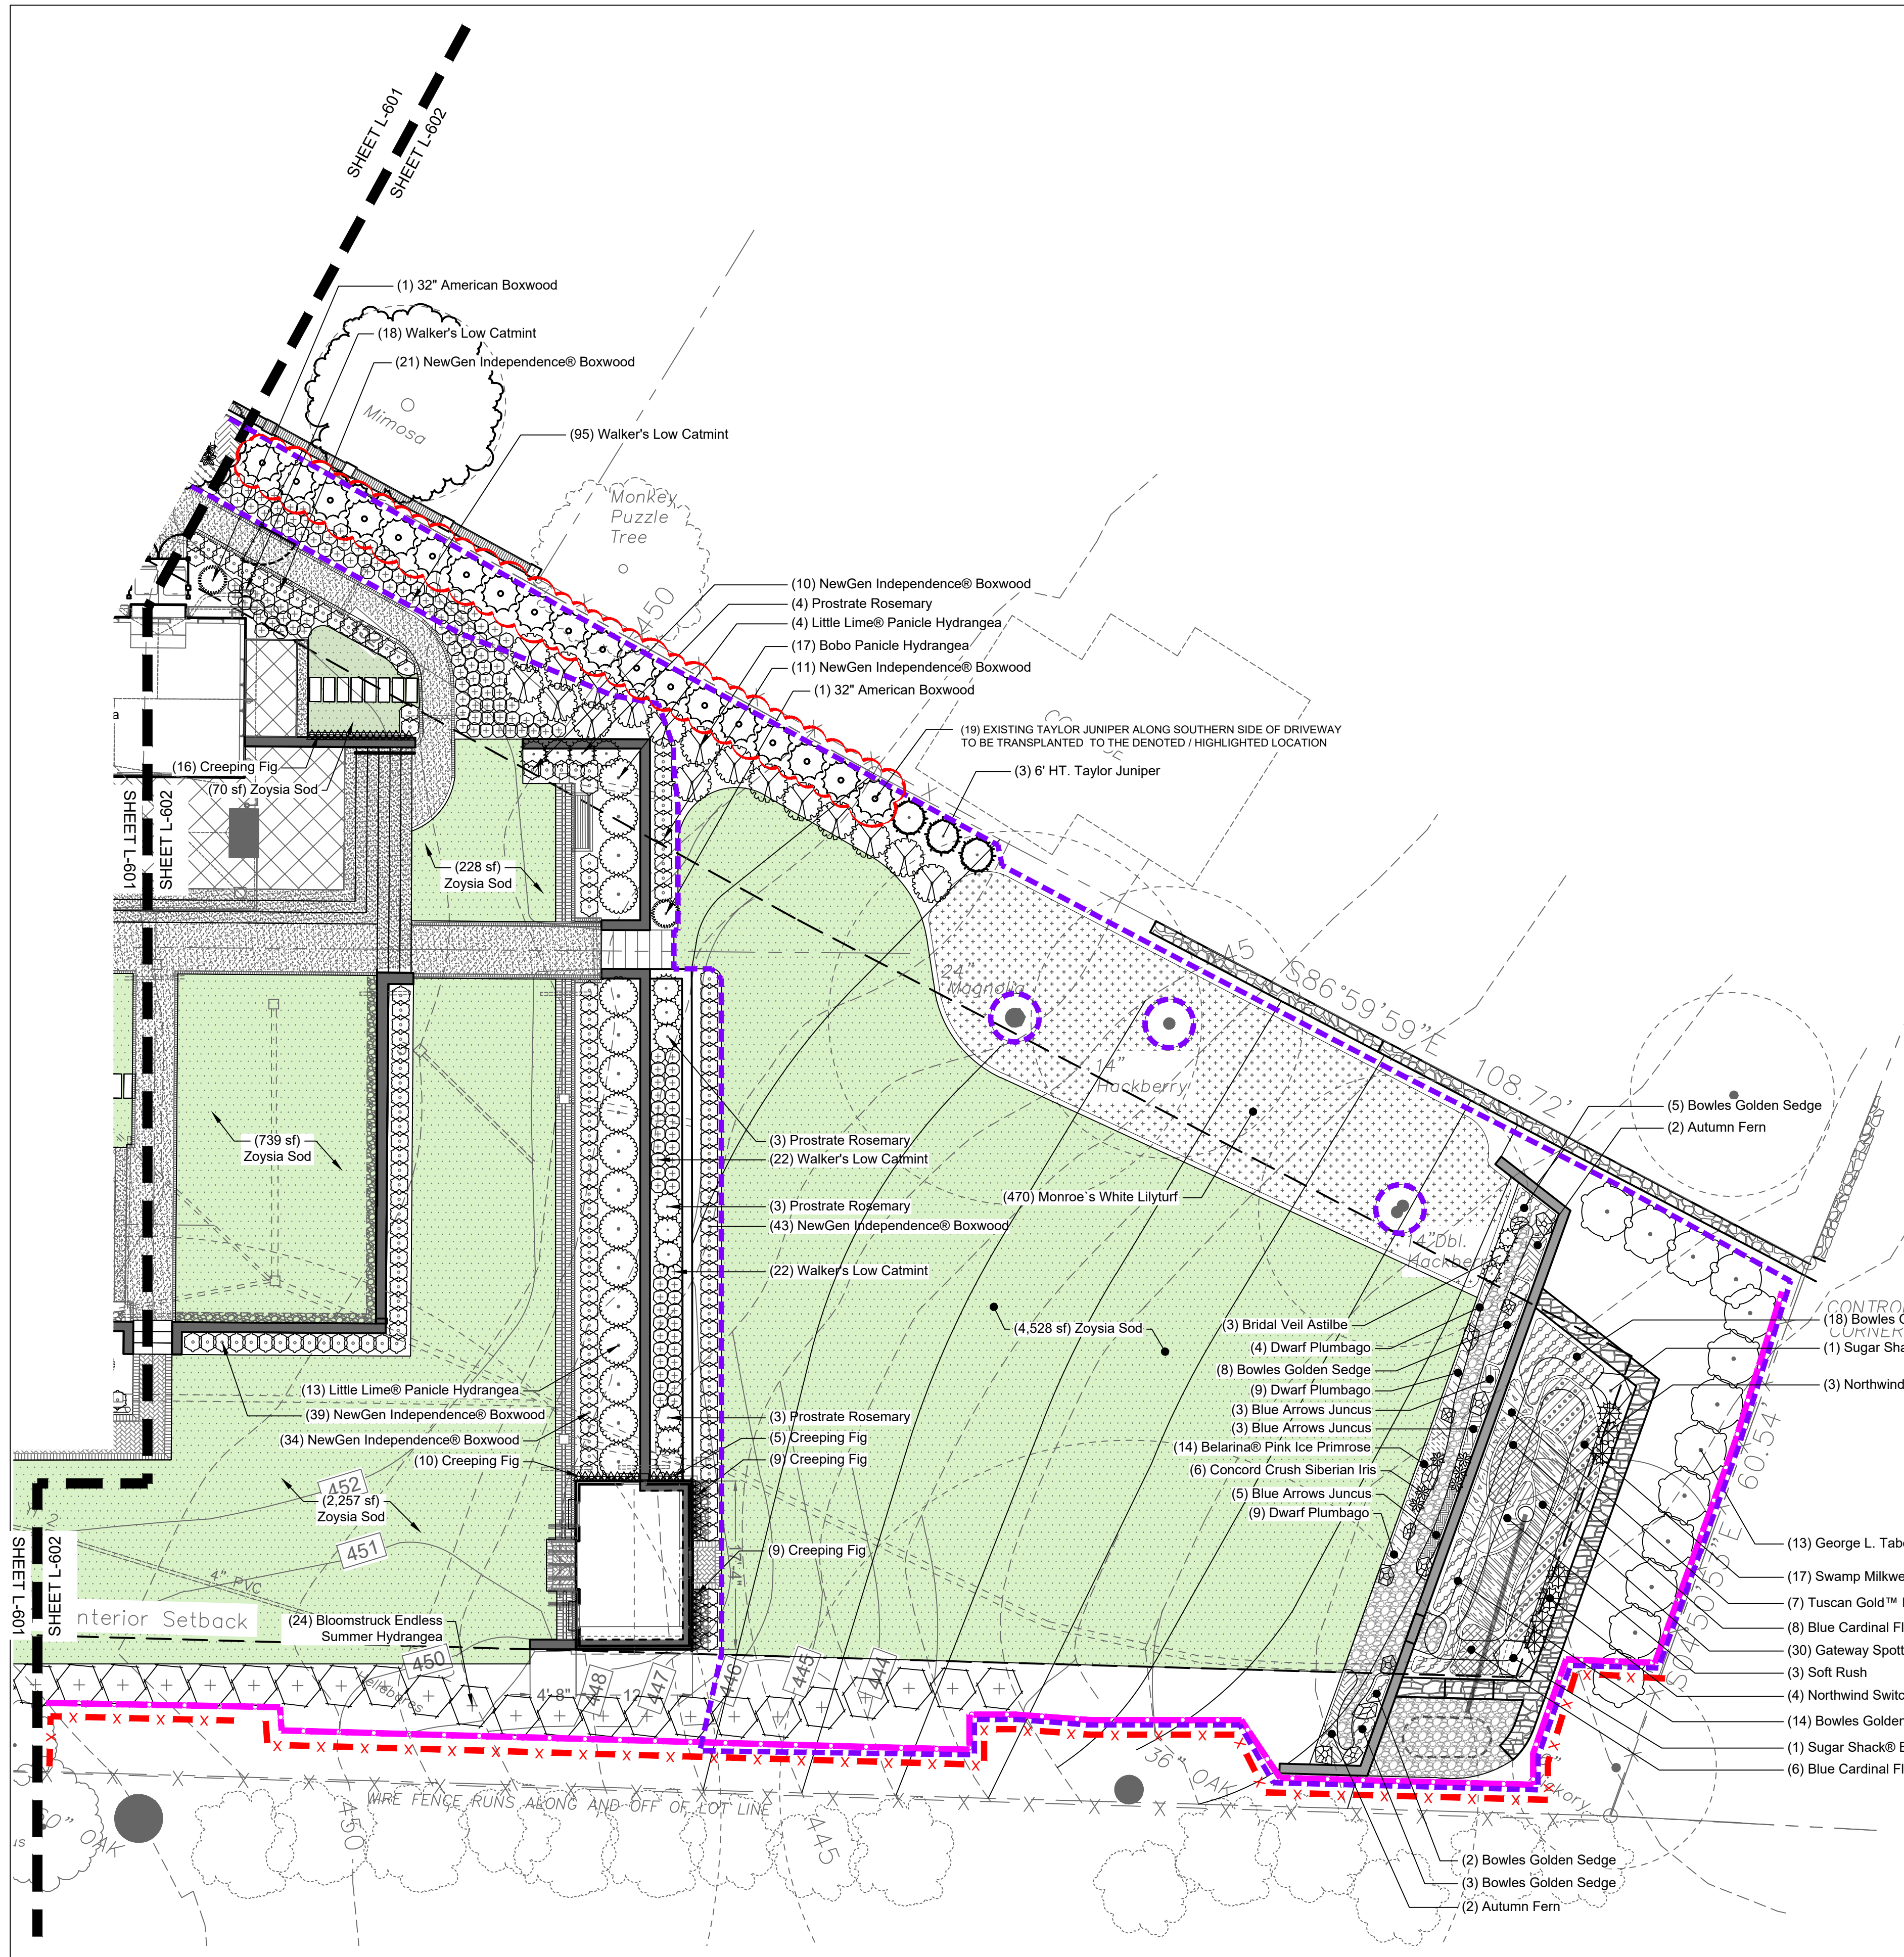 SHEET L-601
SHEET L-602
(1) 32" American Boxwood
(18) Walker's Low Catmint
(21) NewGen Independence® Boxwood
Mimosa
(95) Walker's Low Catmint
Monkey
Puzzle
Tree
450
(10) NewGen Independence® Boxwood
(4) Prostrate Rosemary
(4) Little Lime® Panicle Hydrangea
(17) Bobo Panicle Hydrangea
(11) NewGen Independence® Boxwood
(1) 32" American Boxwood
(19) EXISTING TAYLOR JUNIPER ALONG SOUTHERN SIDE OF DRIVEWAY
TO BE TRANSPLANTED TO THE DENOTED / HIGHLIGHTED LOCATION
(3) 6' HT. Taylor Juniper
(16) Creeping Fig
(70 sf) Zoysia Sod
SHEET L-601
SHEET L-602
(228 sf)
Zoysia Sod
24"
Magnolia
14"
Hackberry
S86°59'59"E 108.72'
(739 sf)
Zoysia Sod
(3) Prostrate Rosemary
(22) Walker's Low Catmint
(470) Monroe`s White Lilyturf
(3) Prostrate Rosemary
(43) NewGen Independence® Boxwood
(22) Walker's Low Catmint
14"Dbl.
(5) Bowles Golden Sedge
(2) Autumn Fern
(4,528 sf) Zoysia Sod
(3) Bridal Veil Astilbe
(4) Dwarf Plumbago
(8) Bowles Golden Sedge
(9) Dwarf Plumbago
(3) Blue Arrows Juncus
(3) Blue Arrows Juncus
(14) Belarina® Pink Ice Primrose
(6) Concord Crush Siberian Iris
(5) Blue Arrows Juncus
(9) Dwarf Plumbago
(18) Bowles G
(1) Sugar Sha
(3) Northwind
(13) Little Lime® Panicle Hydrangea
(39) NewGen Independence® Boxwood
(34) NewGen Independence® Boxwood
(10) Creeping Fig
(3) Prostrate Rosemary
(5) Creeping Fig
(9) Creeping Fig
452
(2,257 sf)
Zoysia Sod
451
4" PVC
(9) Creeping Fig
SHEET L-601
SHEET L-602
nterior Setback
(24) Bloomstruck Endless
Summer Hydrangea
450
4'-8"
448
447
446
445
444
(13) George L. Tab
(17) Swamp Milkwe
(7) Tuscan Gold™
(8) Blue Cardinal Fl
(30) Gateway Spott
(3) Soft Rush
(4) Northwind Switc
(14) Bowles Golden
(1) Sugar Shack®
(6) Blue Cardinal Fl
60.54'
36" OAK
WIRE FENCE RUNS ALONG AND OFF OF LOT LINE
OAK
450
445
(2) Bowles Golden Sedge
(3) Bowles Golden Sedge
(2) Autumn Fern